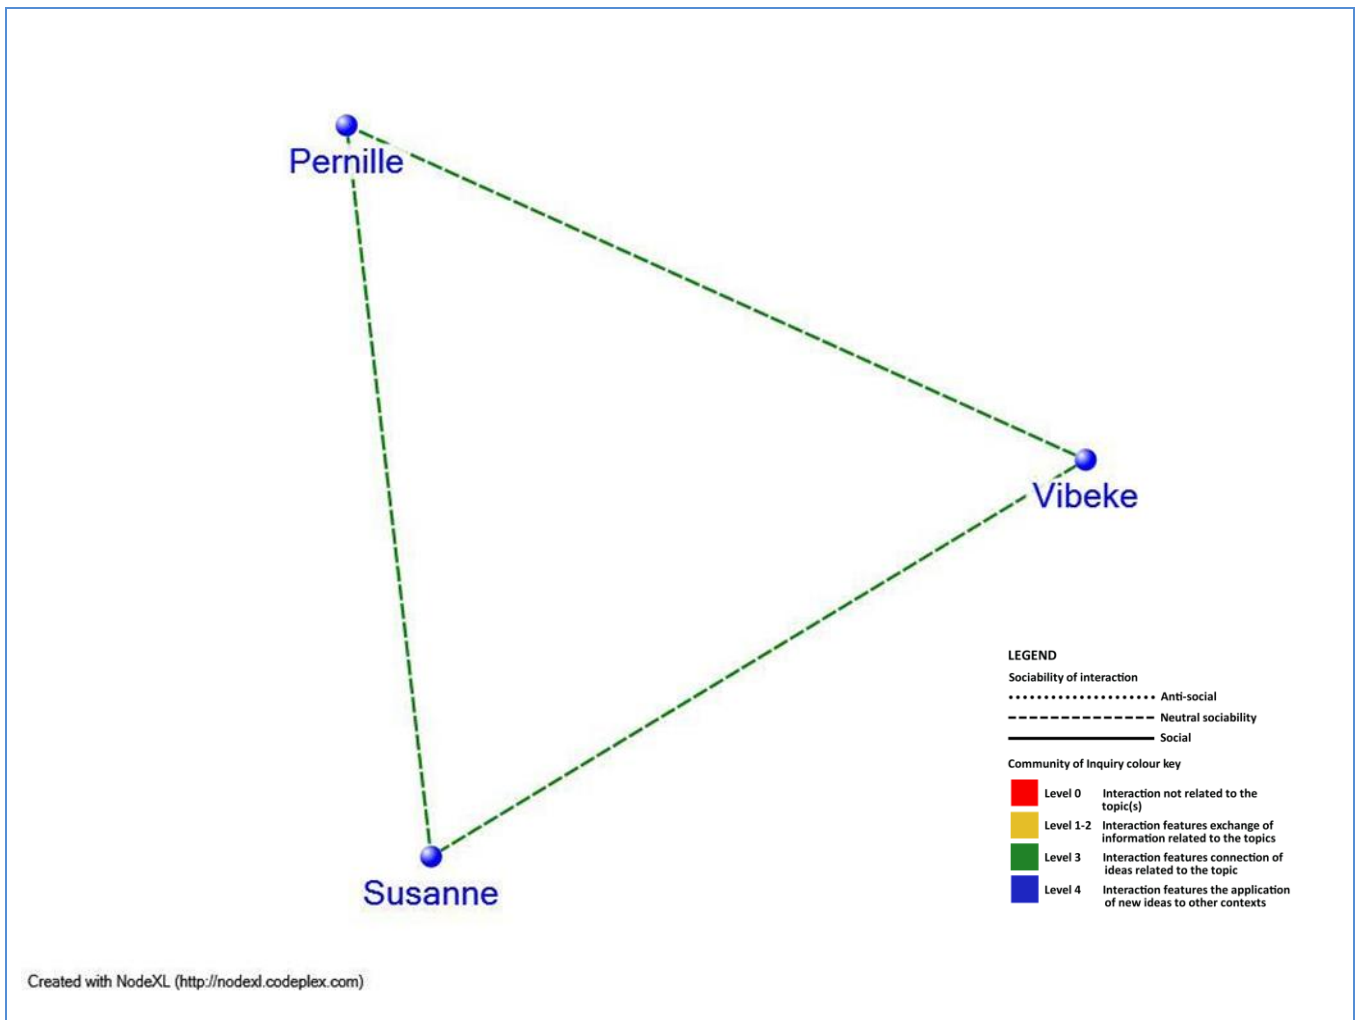 Pernille
Vibeke
Susanne
LEGEND
Sociability of interaction
Anti-social
Neutral sociability
Social
Community of Inquiry colour key
Level 0 Interaction not related to the
topic(s)
Level 1-2 Interaction features exchange of
information related to the topics
Level 3 Interaction features connection of
ideas related to the topic
Level 4 Interaction features the application
of new ideas to other contexts
Created with NodeXL (http://nodexl.codeplex.com)